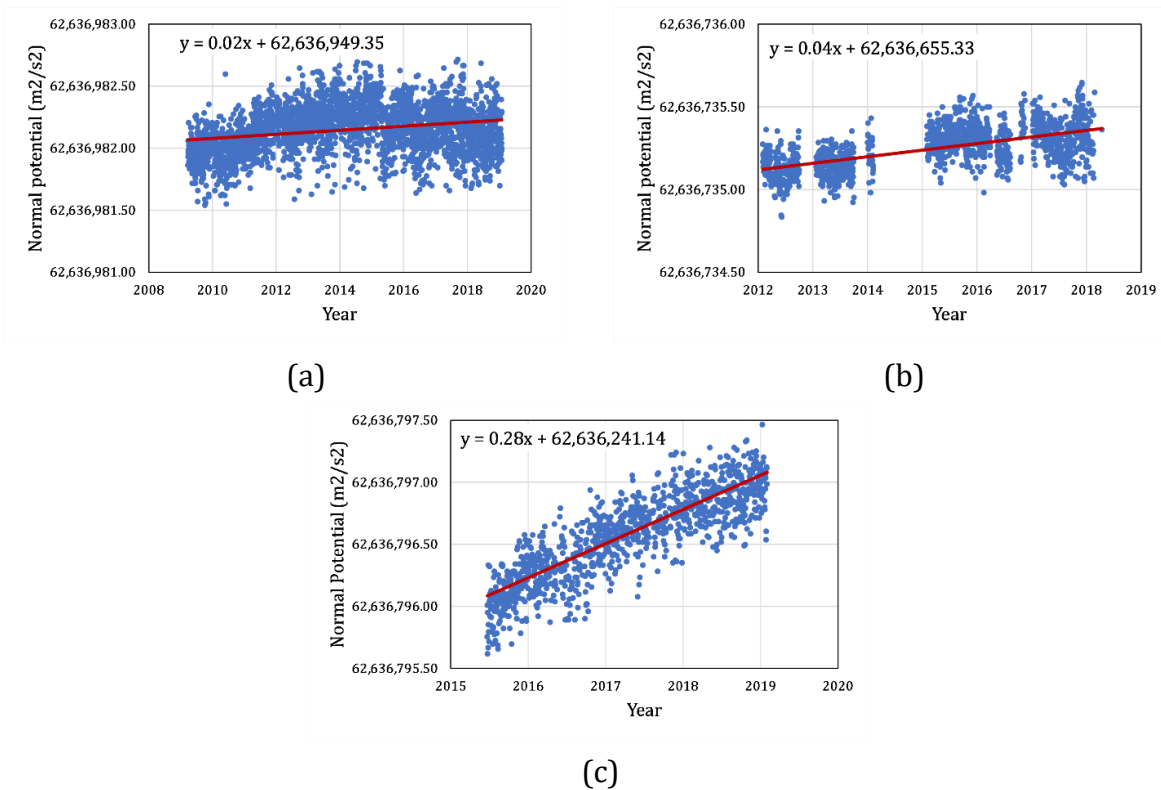 62,636,983.00
y = 0.02x + 62,636,949.35
62,636,982.50
62,636,982.00
62,636,981.50
62,636,981.00
Normal potential (m2/s2)
2008 2010 2012 2014 2016 2018 2020
Year
(a)
62,636,736.00
y = 0.04x + 62,636,655.33
62,636,735.50
62,636,735.00
62,636,734.50
Normal potential (m2/s2)
2012 2013 2014 2015 2016 2017 2018 2019
Year
(b)
62,636,797.50
y = 0.28x + 62,636,241.14
62,636,797.00
62,636,796.50
62,636,796.00
62,636,795.50
Normal Potential (m2/s2)
2015 2016 2017 2018 2019 2020
Year
(c)